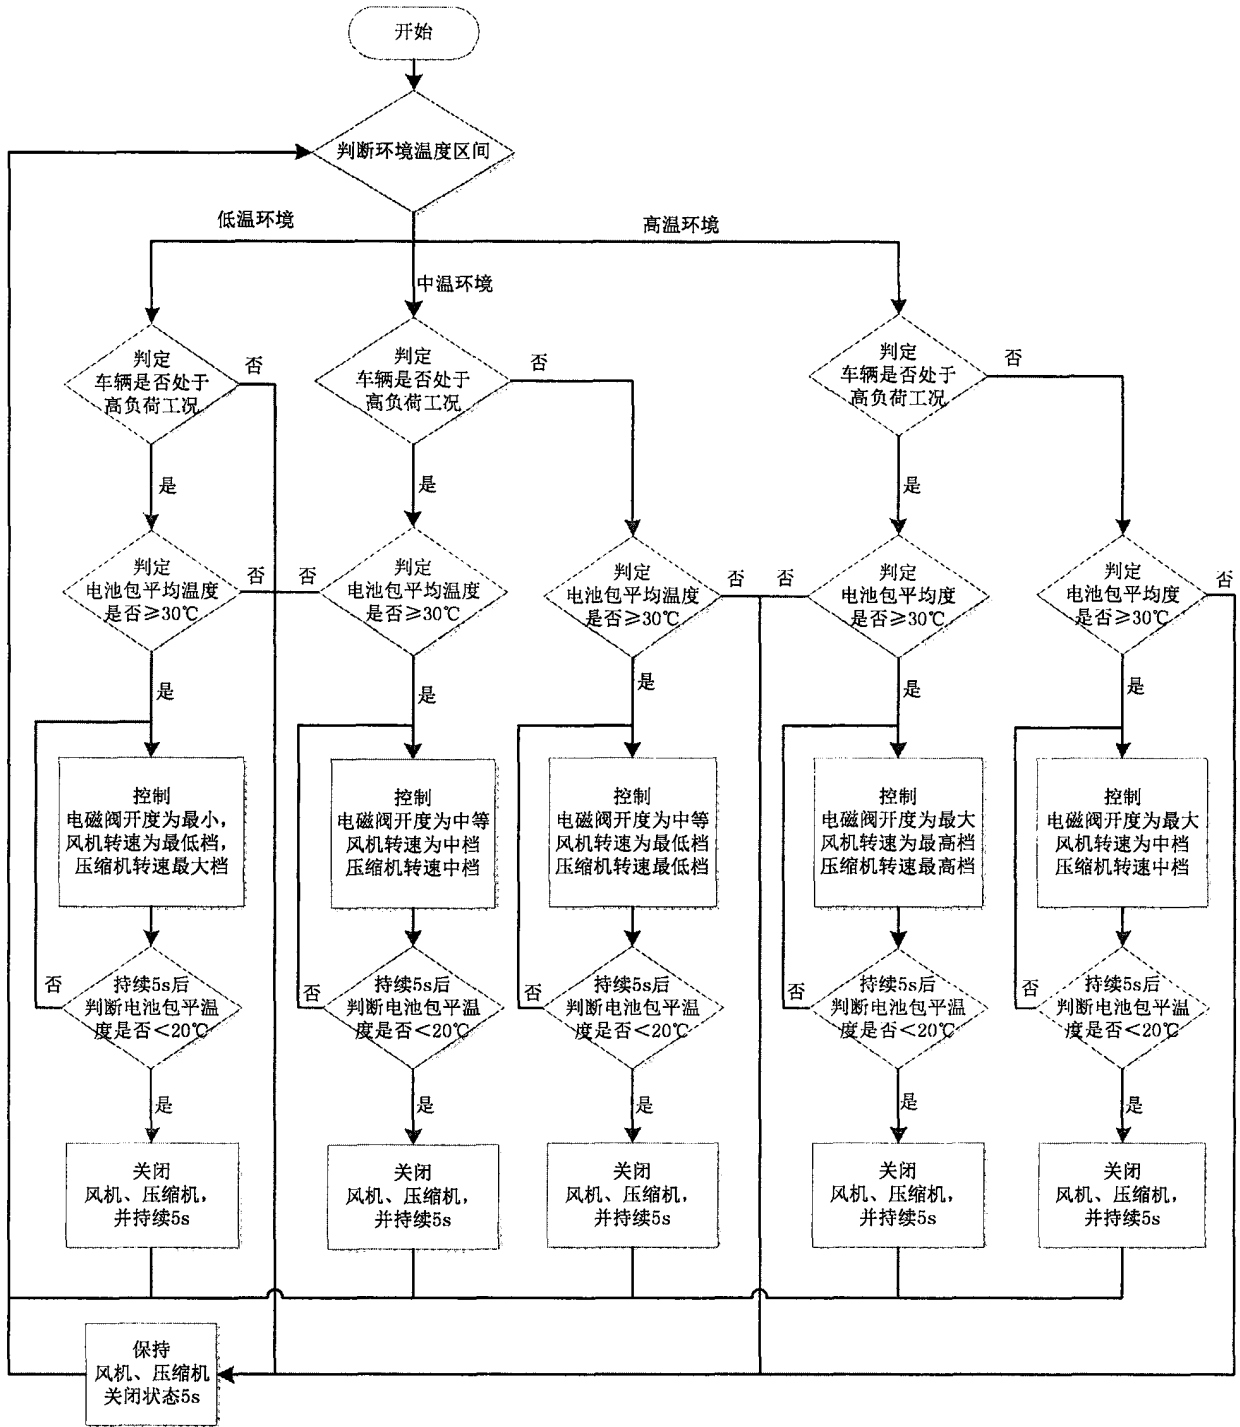 开始
判断环境温度区间
低温环境
高温环境
中温环境
判定
车辆是否处于
高负荷工况
否
是
判定
车辆是否处于
高负荷工况
否
是
判定
车辆是否处于
高负荷工况
否
是
判定
电池包平均温度
是否≥30℃
否
是
判定
电池包平均温度
是否≥30℃
否
是
判定
电池包平均温度
是否≥30℃
否
是
判定
电池包平均度
是否≥30℃
否
是
判定
电池包平均度
是否≥30℃
否
是
控制
电磁阀开度为最小，
风机转速为最低档，
压缩机转速最大档
控制
电磁阀开度为中等
风机转速为中档
压缩机转速中档
控制
电磁阀开度为中等
风机转速为最低档
压缩机转速最低档
控制
电磁阀开度为最大
风机转速为最高档
压缩机转速最高档
控制
电磁阀开度为最大
风机转速为中档
压缩机转速中档
持续5s后
判断电池包平温
度是否<20℃
否
是
持续5s后
判断电池包平温
度是否<20℃
否
是
持续5s后
判断电池包平温
度是否<20℃
否
是
持续5s后
判断电池包平温
度是否<20℃
否
是
持续5s后
判断电池包平温
度是否<20℃
否
是
关闭
风机、压缩机，
并持续5s
关闭
风机、压缩机，
并持续5s
关闭
风机、压缩机，
并持续5s
关闭
风机、压缩机，
并持续5s
关闭
风机、压缩机，
并持续5s
保持
风机、压缩机
关闭状态5s